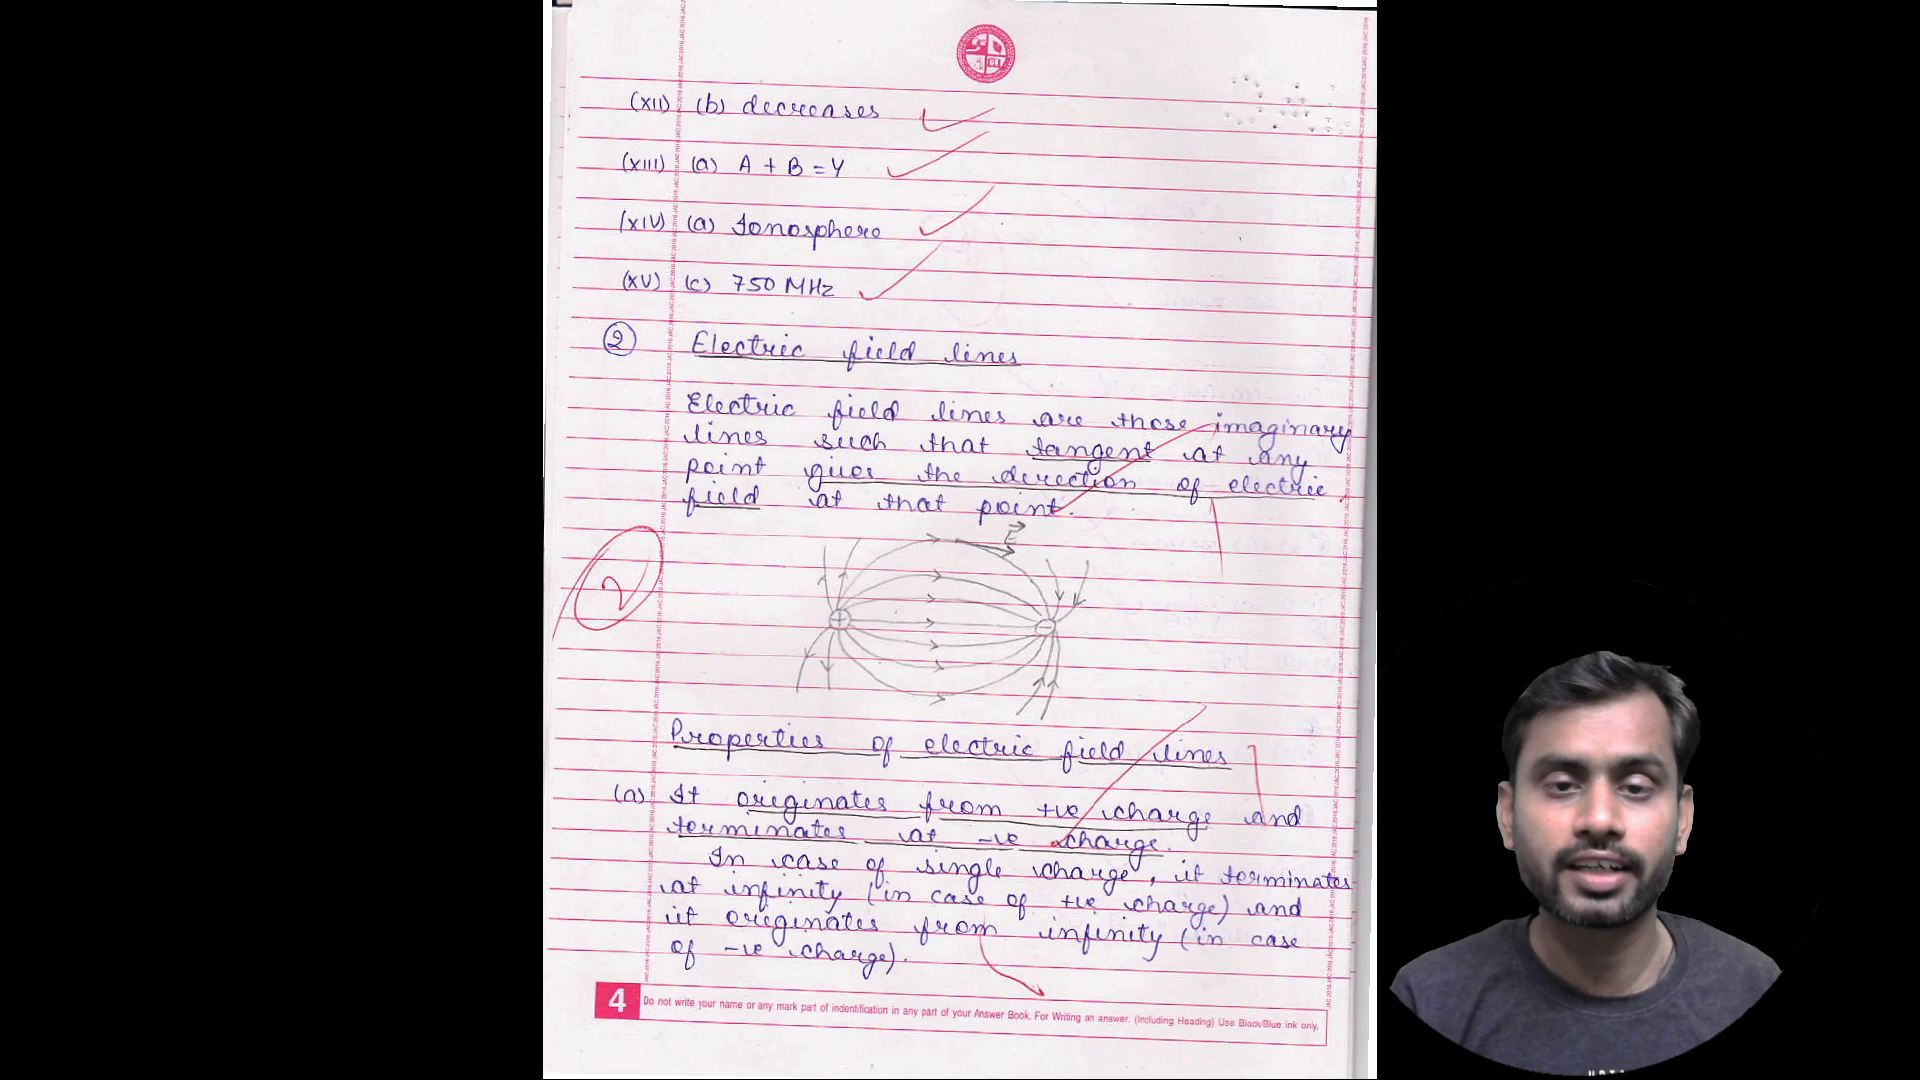 (XII) (b) decreases
(XIII) (a) A + B = Y
(XIV) (a) Ionosphere
(XV) (c) 750 MHz
2 Electric field lines
Electric field lines are those imaginary
lines such that tangent at any
point gives the direction of electric
field at that point.
E
2
+
−
Properties of electric field lines
(a) It originates from +ve charge and
terminates at -ve charge.
In case of single charge, it terminates
at infinity (in case of +ve charge) and
it originates from infinity (in case
of -ve charge).
4 Do not write your name or any mark part of indentification in any part of your Answer Book. For Writing an answer. (Including Heading) Use Black/Blue ink only.